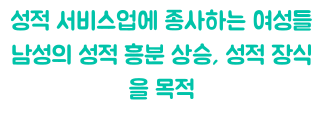 성적 서비스업에 종사하는 여성들
남성의 성적 흥분 상승, 성적 장식
을 목적